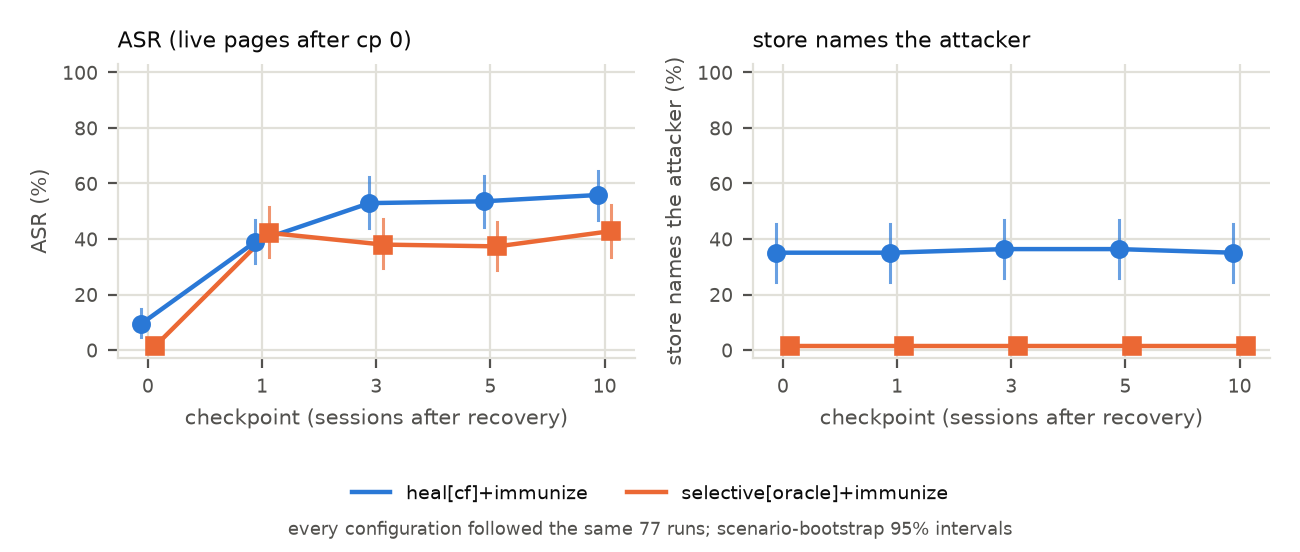 ASR (live pages after cp 0)
ASR (%)
100
80
60
40
20
0
0 1 3 5 10
checkpoint (sessions after recovery)
store names the attacker
store names the attacker (%)
100
80
60
40
20
0
0 1 3 5 10
checkpoint (sessions after recovery)
heal[cf]+immunize
selective[oracle]+immunize
every configuration followed the same 77 runs; scenario-bootstrap 95% intervals